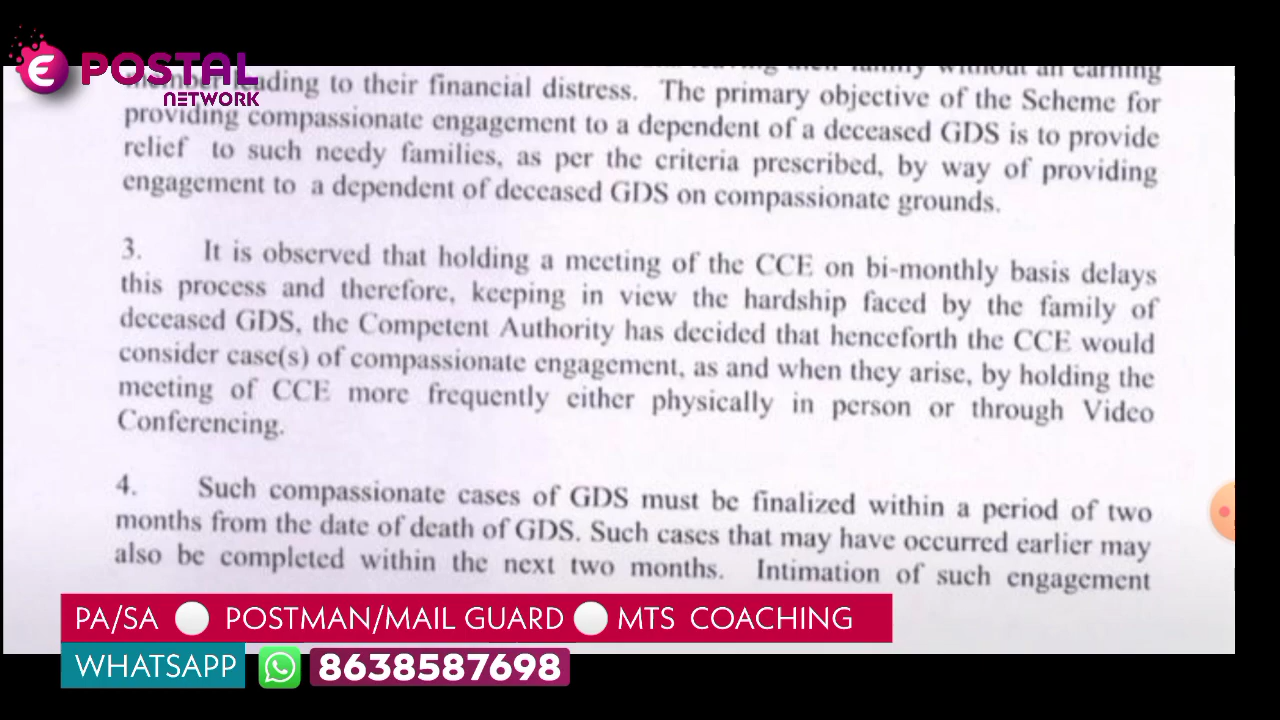 POSTAL
NETWORK
leaving their family without an earning
member leading to their financial distress. The primary objective of the Scheme for
providing compassionate engagement to a dependent of a deceased GDS is to provide
relief to such needy families, as per the criteria prescribed, by way of providing
engagement to a dependent of deceased GDS on compassionate grounds.
3. It is observed that holding a meeting of the CCE on bi-monthly basis delays
this process and therefore, keeping in view the hardship faced by the family of
deceased GDS, the Competent Authority has decided that henceforth the CCE would
consider case(s) of compassionate engagement, as and when they arise, by holding the
meeting of CCE more frequently either physically in person or through Video
Conferencing.
4. Such compassionate cases of GDS must be finalized within a period of two
months from the date of death of GDS. Such cases that may have occurred earlier may
also be completed within the next two months. Intimation of such engagement
PA/SA POSTMAN/MAIL GUARD MTS COACHING
WHATSAPP 8638587698